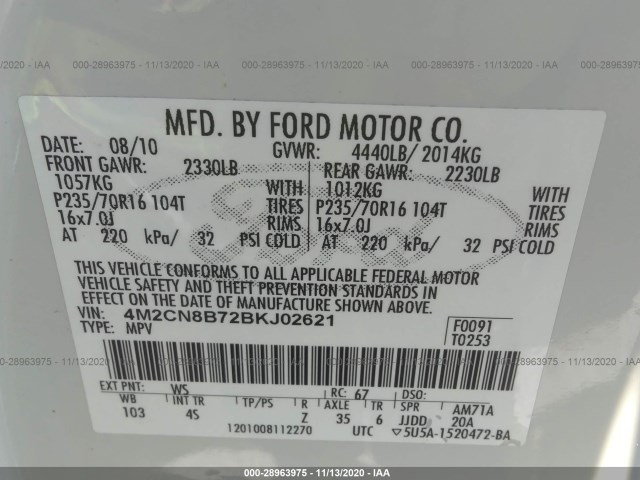 000-28963975 - 11/13/2020 - IAA
MFD. BY FORD MOTOR CO.
DATE: 08/10 GVWR: 4440LB/ 2014KG
FRONT GAWR: 2330LB REAR GAWR: 2230LB
1057KG WITH 1012KG WITH
P235/70R16 104T TIRES P235/70R16 104T TIRES
16x7.0J RIMS 16x7.0J RIMS
AT 220 kPa/ 32 PSI COLD AT 220 kPa/ 32 PSI COLD
Ford
THIS VEHICLE CONFORMS TO ALL APPLICABLE FEDERAL MOTOR
VEHICLE SAFETY AND THEFT PREVENTION STANDARDS IN
EFFECT ON THE DATE OF MANUFACTURE SHOWN ABOVE.
VIN: 4M2CN8B72BKJ02621 F0091
TYPE: MPV T0253
EXT PNT: WS RC: 67 DSO:
WB INT TR TP/PS R AXLE TR SPR AM71A
103 4S Z 35 6 JJDD 20A
1201008112270 UTC ▽5U5A-1520472-BA
000-28963975 - 11/13/2020 - IAA